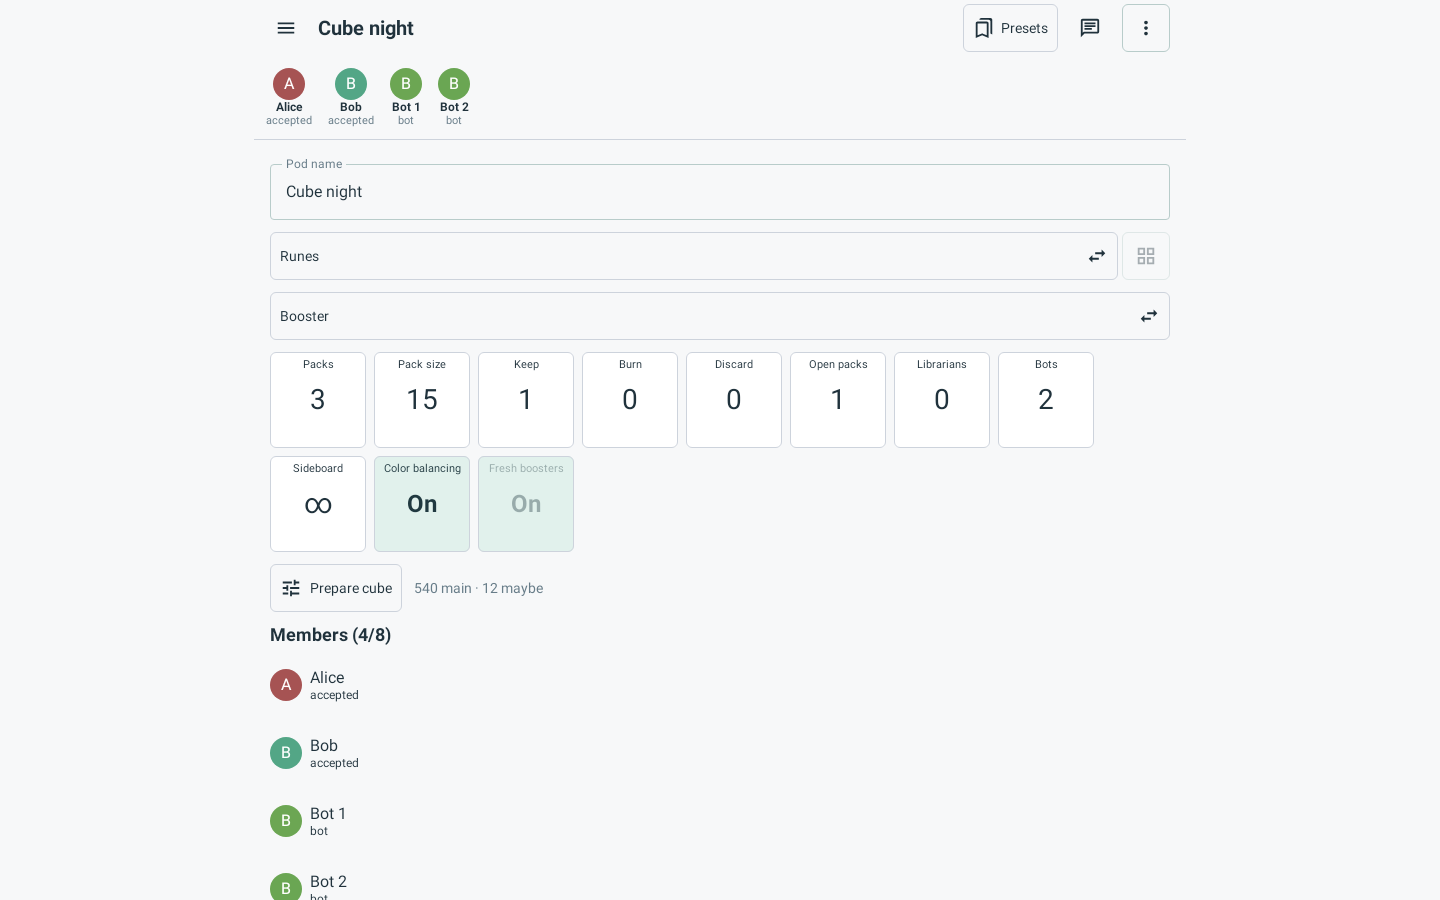 Cube night
Presets
A B B B
Alice Bob Bot 1 Bot 2
accepted accepted bot bot
Pod name
Cube night
Runes
Booster
Packs Pack size Keep Burn Discard Open packs Librarians Bots
3 15 1 0 0 1 0 2
Sideboard Color balancing Fresh boosters
∞ On On
Prepare cube 540 main · 12 maybe
Members (4/8)
A Alice
accepted
B Bob
accepted
B Bot 1
bot
B Bot 2
bot